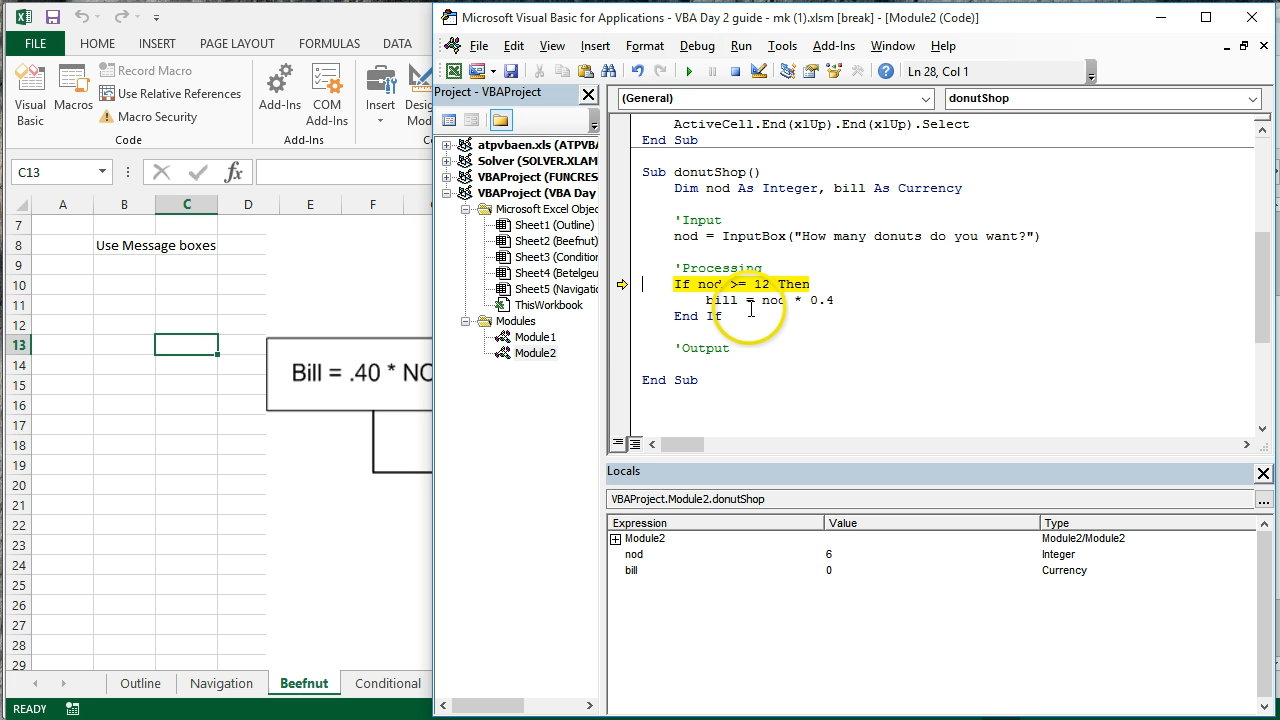 Microsoft Visual Basic for Applications - VBA Day 2 guide - mk (1).xlsm [break] - [Module2 (Code)]
FILE HOME INSERT PAGE LAYOUT FORMULAS DATA
File Edit View Insert Format Debug Run Tools Add-Ins Window Help
Record Macro
Use Relative References
Macro Security
Visual Basic
Macros
Add-Ins
COM Add-Ins
Insert
Code
Ln 28, Col 1
C13
fx
A B C D E F
7
8 Use Message boxes
9
10
11
12
13
14
15
16
17
18
19
20
21
22
23
24
25
26
27
28
29
Bill = .40 * NO
Outline Navigation Beefnut Conditional
READY
Project - VBAProject
atpvbaen.xls (ATPVBA
Solver (SOLVER.XLAM
VBAProject (FUNCRES
VBAProject (VBA Day
Microsoft Excel Objec
Sheet1 (Outline)
Sheet2 (Beefnut)
Sheet3 (Condition
Sheet4 (Betelgeu
Sheet5 (Navigatio
ThisWorkbook
Modules
Module1
Module2
(General) donutShop
ActiveCell.End(xlUp).End(xlUp).Select
End Sub
Sub donutShop()
Dim nod As Integer, bill As Currency
'Input
nod = InputBox("How many donuts do you want?")
'Processing
If nod >= 12 Then
bill = nod * 0.4
End If
'Output
End Sub
Locals
VBAProject.Module2.donutShop
...
Expression Value Type
Module2 Module2/Module2
nod 6 Integer
bill 0 Currency